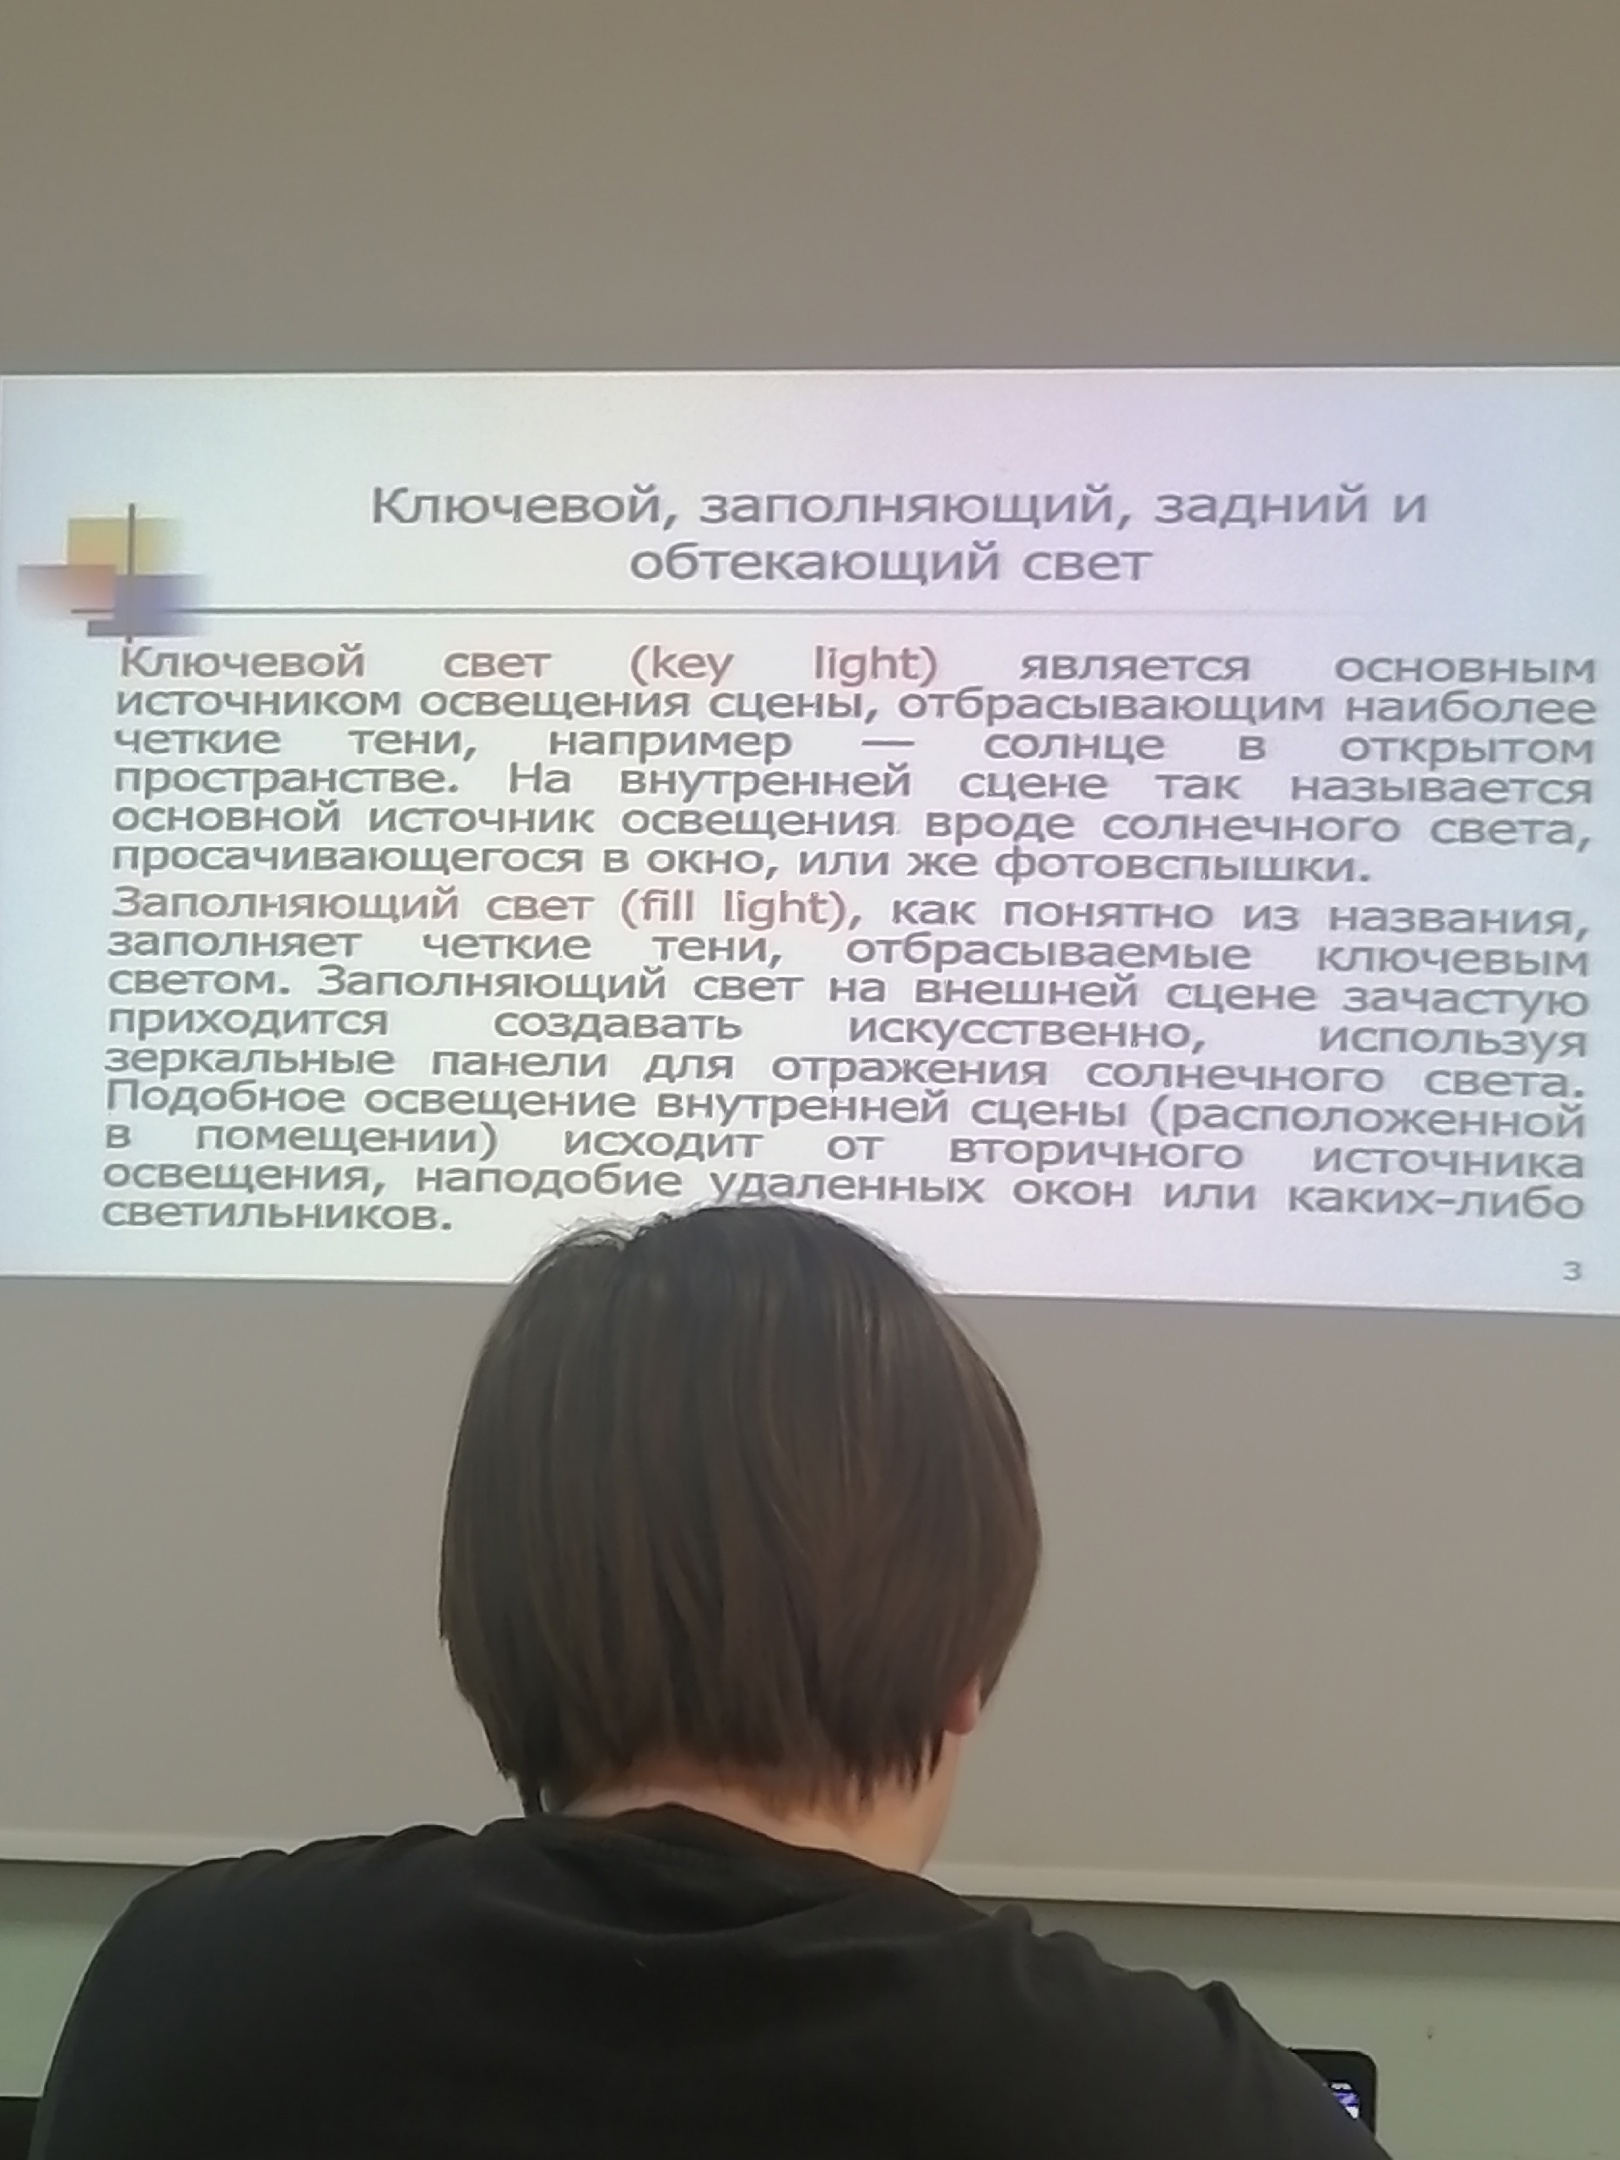 Ключевой, заполняющий, задний и
обтекающий свет
Ключевой свет (key light) является основным
источником освещения сцены, отбрасывающим наиболее
четкие тени, например — солнце в открытом
пространстве. На внутренней сцене так называется
основной источник освещения вроде солнечного света,
просачивающегося в окно, или же фотовспышки.
Заполняющий свет (fill light), как понятно из названия,
заполняет четкие тени, отбрасываемые ключевым
светом. Заполняющий свет на внешней сцене зачастую
приходится создавать искусственно, используя
зеркальные панели для отражения солнечного света.
Подобное освещение внутренней сцены (расположенной
в помещении) исходит от вторичного источника
освещения, наподобие удаленных окон или каких-либо
светильников.
3